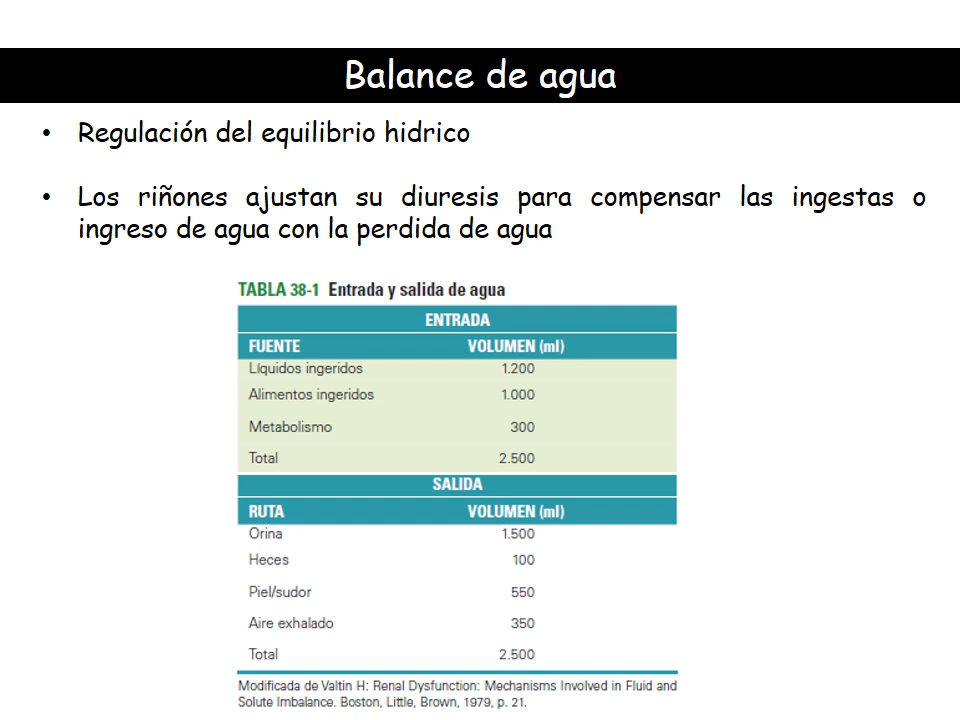 Balance de agua
• Regulación del equilibrio hidrico
• Los riñones ajustan su diuresis para compensar las ingestas o
ingreso de agua con la perdida de agua
TABLA 38-1 Entrada y salida de agua
ENTRADA
FUENTE VOLUMEN (ml)
Líquidos ingeridos 1.200
Alimentos ingeridos 1.000
Metabolismo 300
Total 2.500
SALIDA
RUTA VOLUMEN (ml)
Orina 1.500
Heces 100
Piel/sudor 550
Aire exhalado 350
Total 2.500
Modificada de Valtin H: Renal Dysfunction: Mechanisms Involved in Fluid and
Solute Imbalance. Boston, Little, Brown, 1979, p. 21.